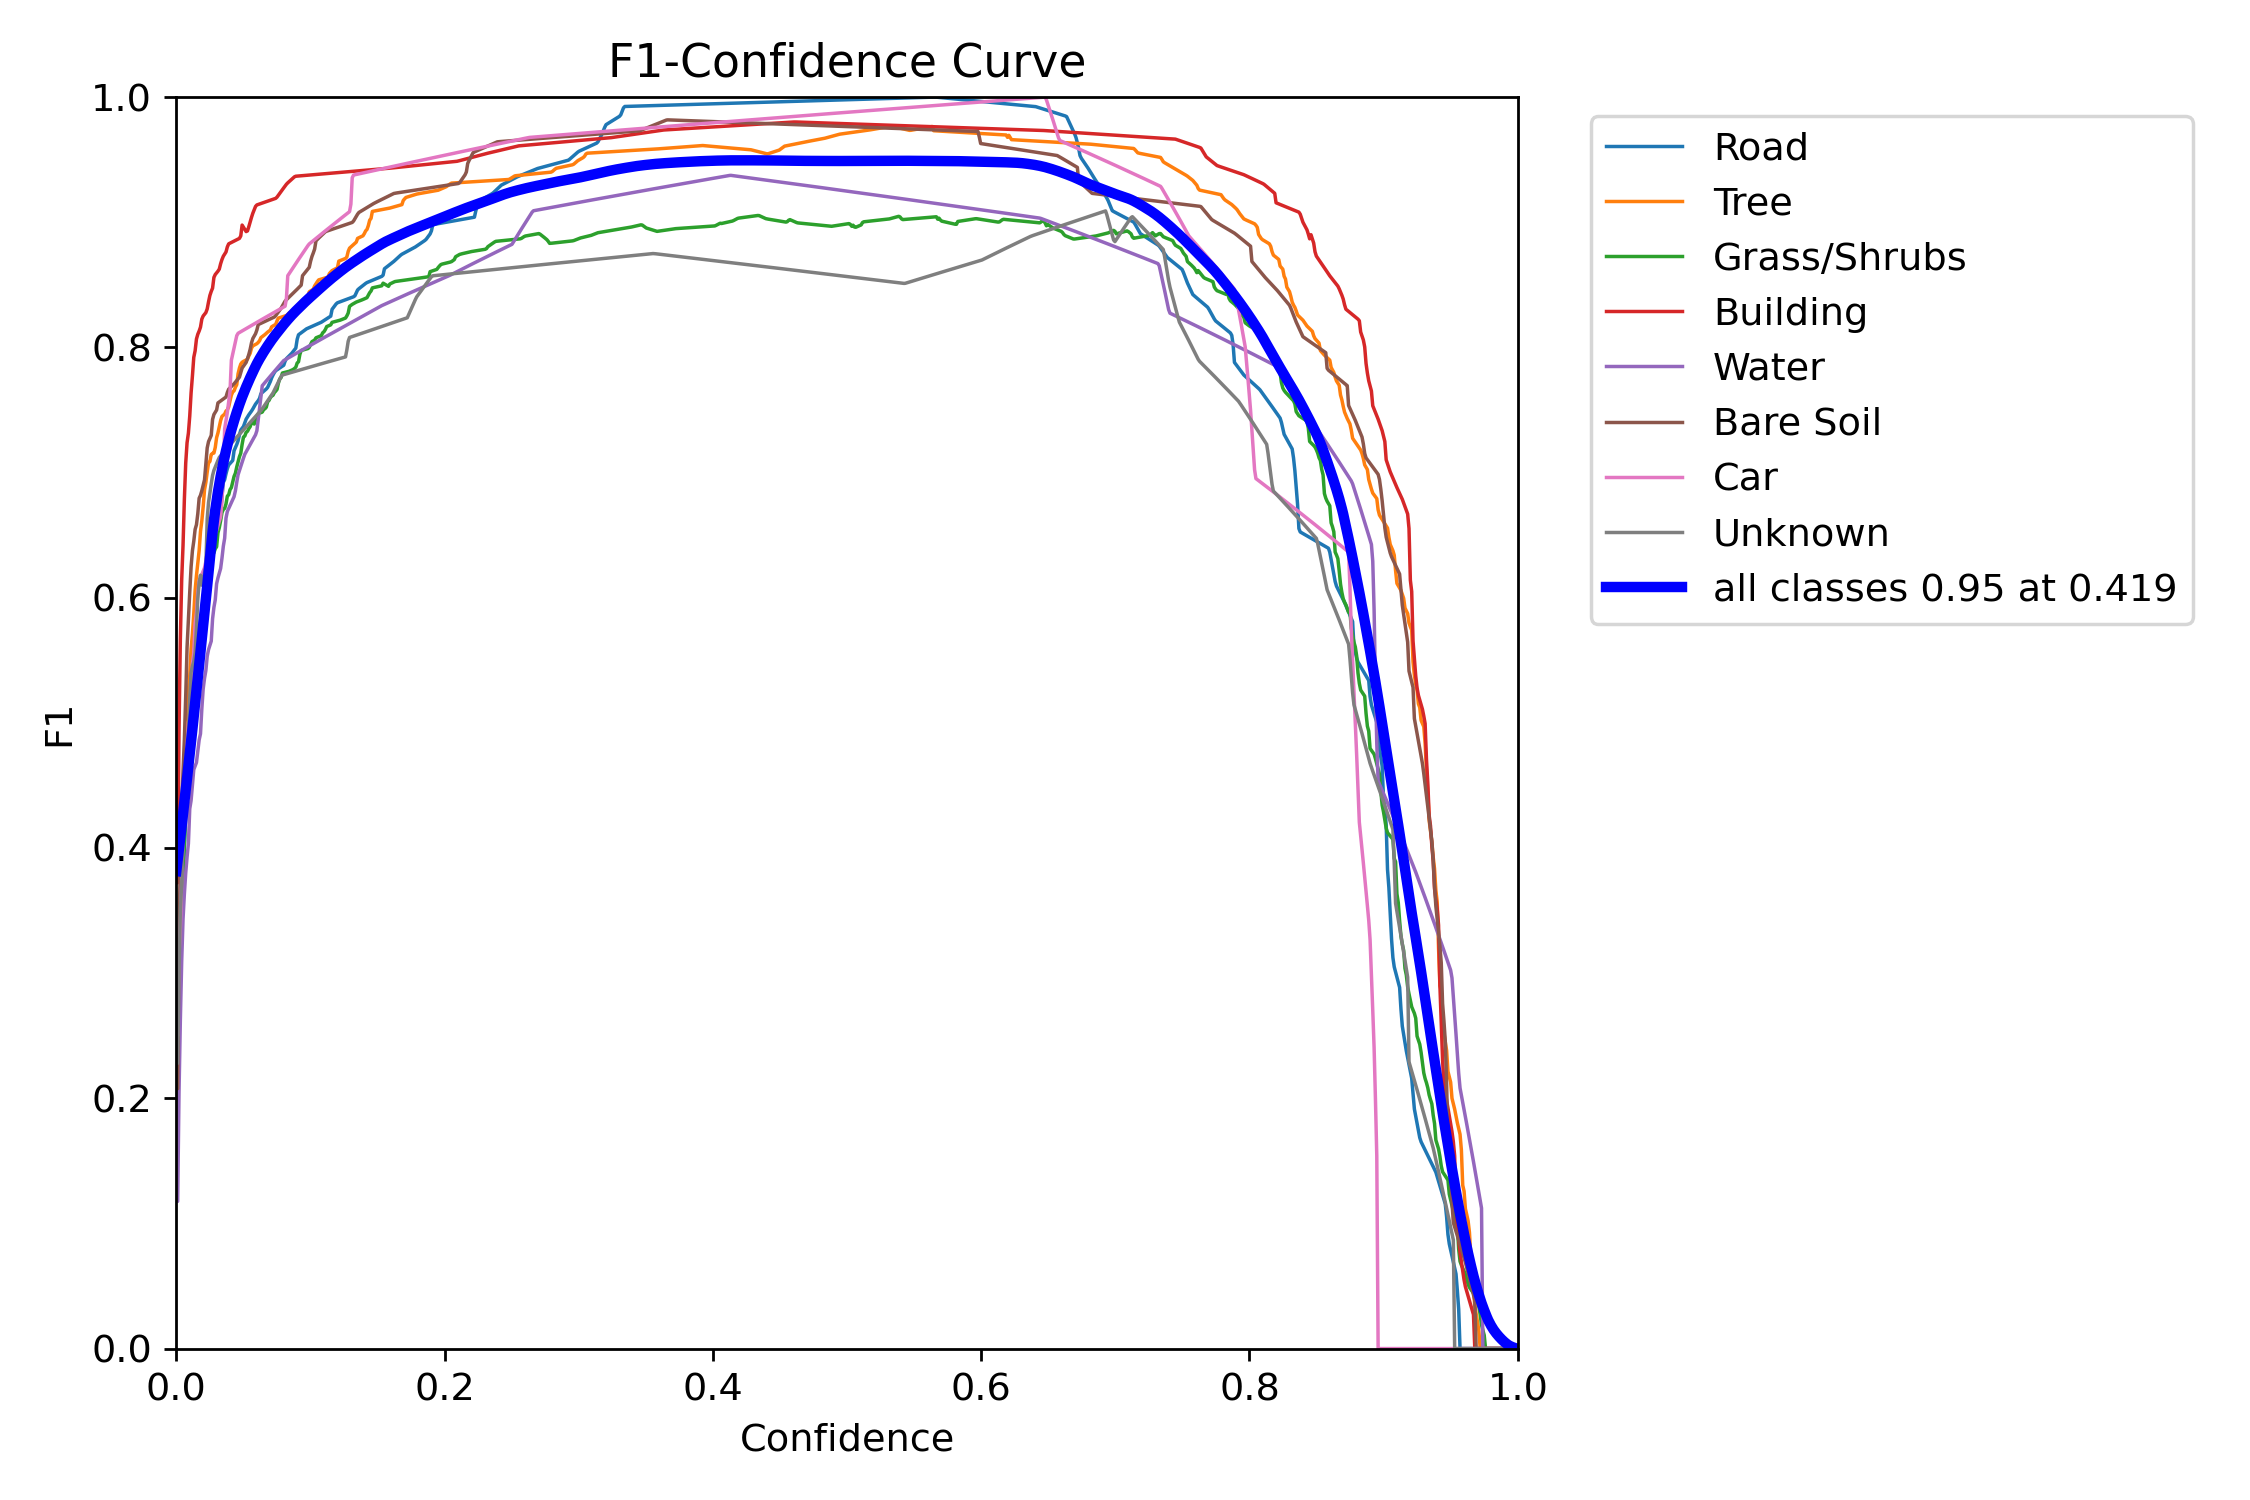 F1-Confidence Curve
1.0
0.8
0.6
0.4
0.2
0.0
F1
0.0 0.2 0.4 0.6 0.8 1.0
Confidence
Road
Tree
Grass/Shrubs
Building
Water
Bare Soil
Car
Unknown
all classes 0.95 at 0.419